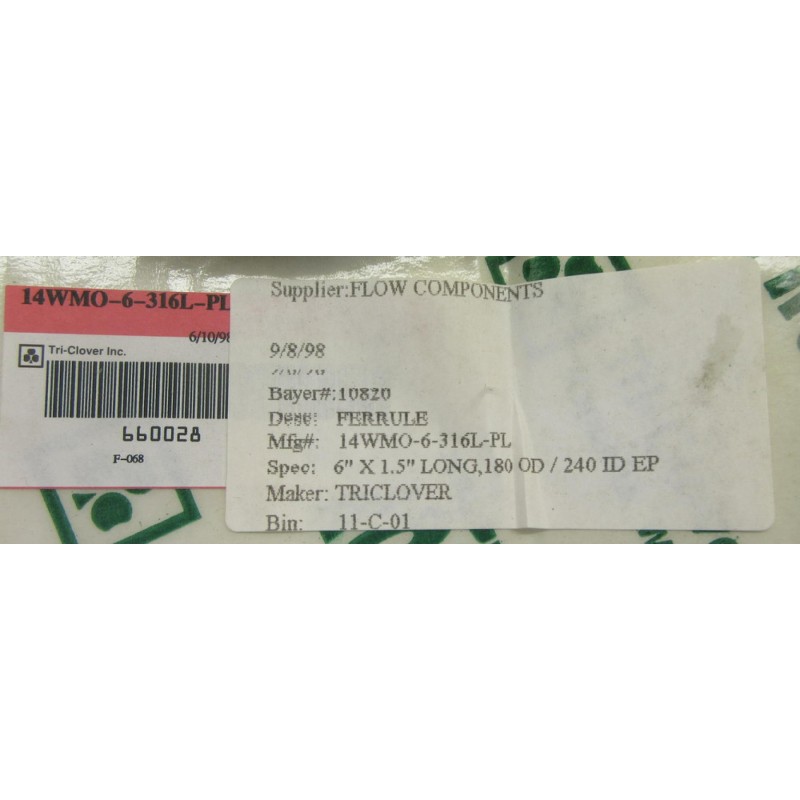 14WMO-6-316L-PL
6/10/98
Tri-Clover Inc.
660028
F-068
Supplier:FLOW COMPONENTS
9/8/98
Bayer#:10820
Desc: FERRULE
Mfg#: 14WMO-6-316L-PL
Spec: 6" X 1.5" LONG,180 OD / 240 ID EP
Maker: TRICLOVER
Bin: 11-C-01